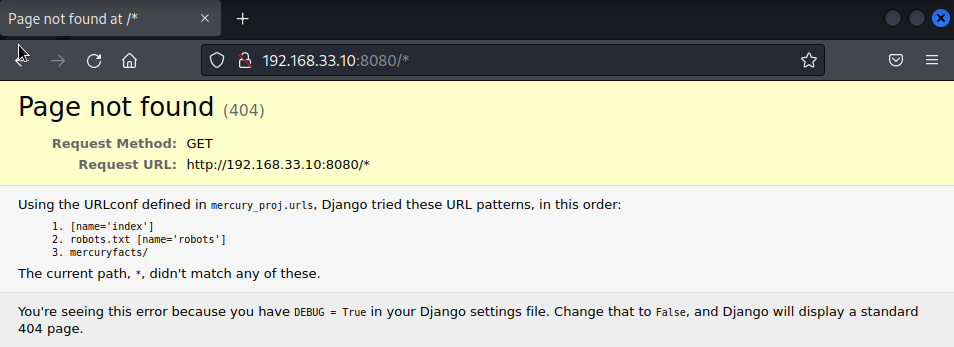 Page not found at /*
192.168.33.10:8080/*
Page not found (404)
Request Method: GET
Request URL: http://192.168.33.10:8080/*
Using the URLconf defined in mercury_proj.urls, Django tried these URL patterns, in this order:
1. [name='index']
2. robots.txt [name='robots']
3. mercuryfacts/
The current path, *, didn't match any of these.
You're seeing this error because you have DEBUG = True in your Django settings file. Change that to False, and Django will display a standard
404 page.